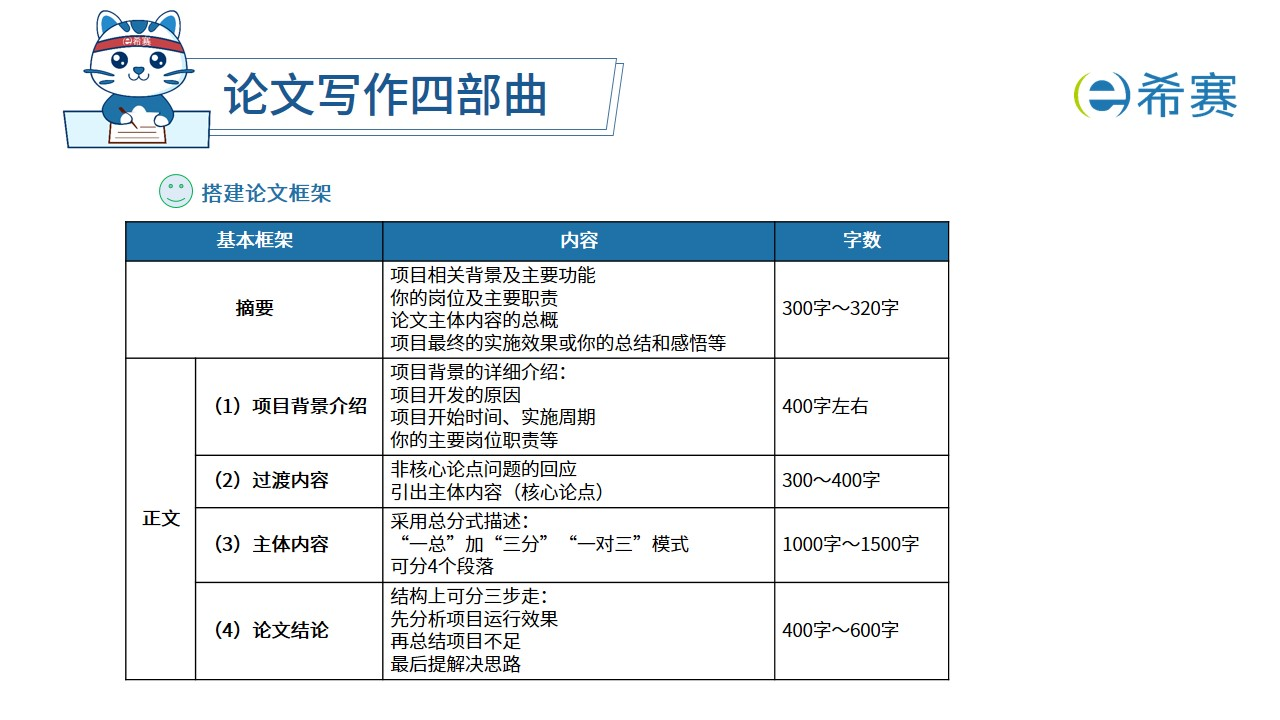 希赛
论文写作四部曲
希赛
搭建论文框架
基本框架
内容
字数
摘要
项目相关背景及主要功能
你的岗位及主要职责
论文主体内容的总概
项目最终的实施效果或你的总结和感悟等
300字～320字
正文
（1）项目背景介绍
项目背景的详细介绍：
项目开发的原因
项目开始时间、实施周期
你的主要岗位职责等
400字左右
（2）过渡内容
非核心论点问题的回应
引出主体内容（核心论点）
300～400字
（3）主体内容
采用总分式描述：
“一总”加“三分”“一对三”模式
可分4个段落
1000字～1500字
（4）论文结论
结构上可分三步走：
先分析项目运行效果
再总结项目不足
最后提解决思路
400字～600字